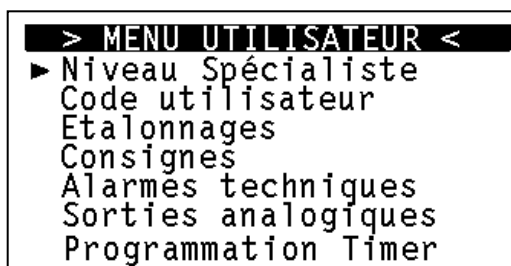 > MENU UTILISATEUR <
► Niveau Spécialiste
Code utilisateur
Etalonnages
Consignes
Alarmes techniques
Sorties analogiques
Programmation Timer